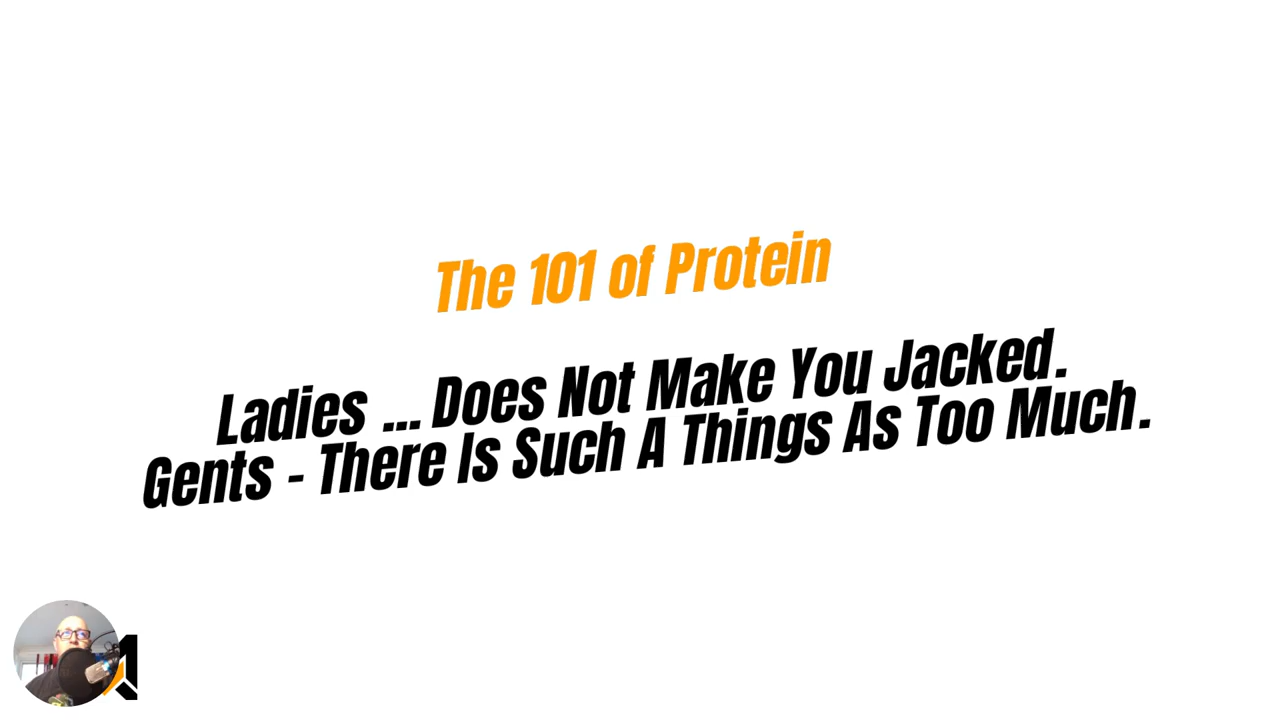 The 101 of Protein
Ladies ... Does Not Make You Jacked.
Gents - There Is Such A Things As Too Much.